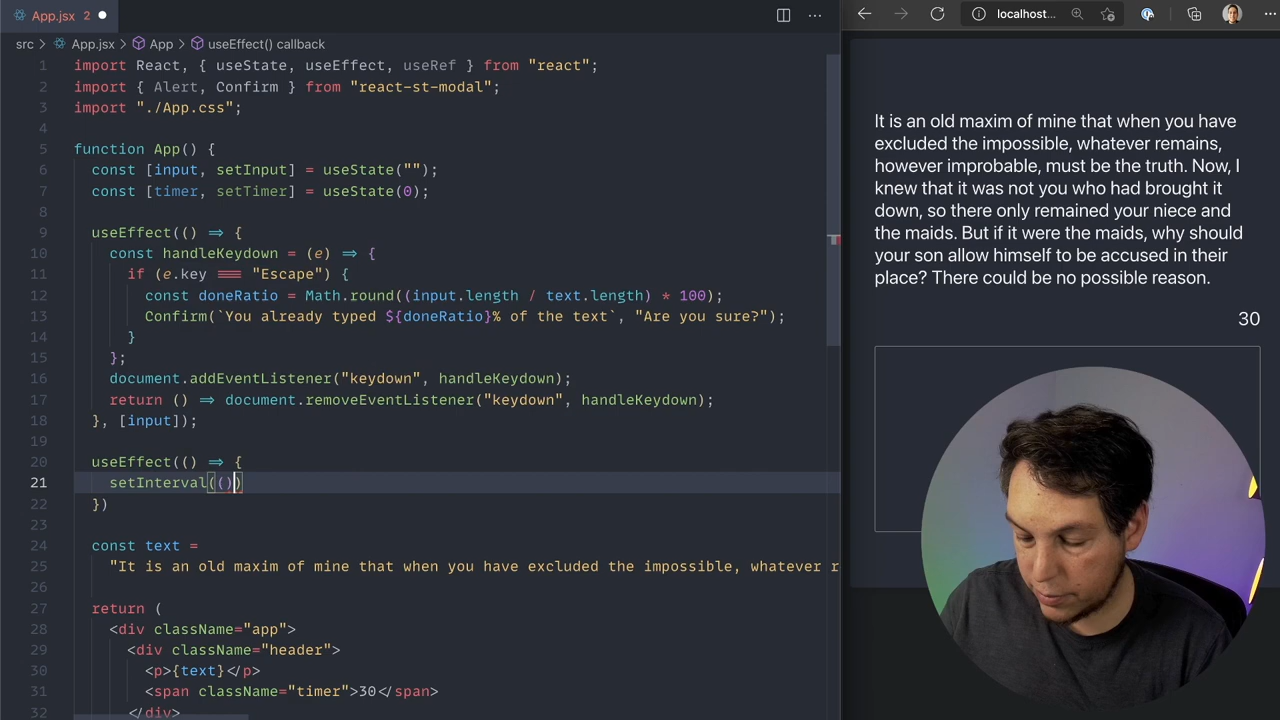 App.jsx 2
src > App.jsx > App > useEffect() callback
1 import React, { useState, useEffect, useRef } from "react";
2 import { Alert, Confirm } from "react-st-modal";
3 import "./App.css";
4
5 function App() {
6 const [input, setInput] = useState("");
7 const [timer, setTimer] = useState(0);
8
9 useEffect(() => {
10 const handleKeydown = (e) => {
11 if (e.key === "Escape") {
12 const doneRatio = Math.round((input.length / text.length) * 100);
13 Confirm(`You already typed ${doneRatio}% of the text`, "Are you sure?");
14 }
15 };
16 document.addEventListener("keydown", handleKeydown);
17 return () => document.removeEventListener("keydown", handleKeydown);
18 }, [input]);
19
20 useEffect(() => {
21 setInterval(())
22 })
23
24 const text =
25 "It is an old maxim of mine that when you have excluded the impossible, whatever r
26
27 return (
28 <div className="app">
29 <div className="header">
30 <p>{text}</p>
31 <span className="timer">30</span>
32 </div>
localhost...
It is an old maxim of mine that when you have
excluded the impossible, whatever remains,
however improbable, must be the truth. Now, I
knew that it was not you who had brought it
down, so there only remained your niece and
the maids. But if it were the maids, why should
your son allow himself to be accused in their
place? There could be no possible reason.
30